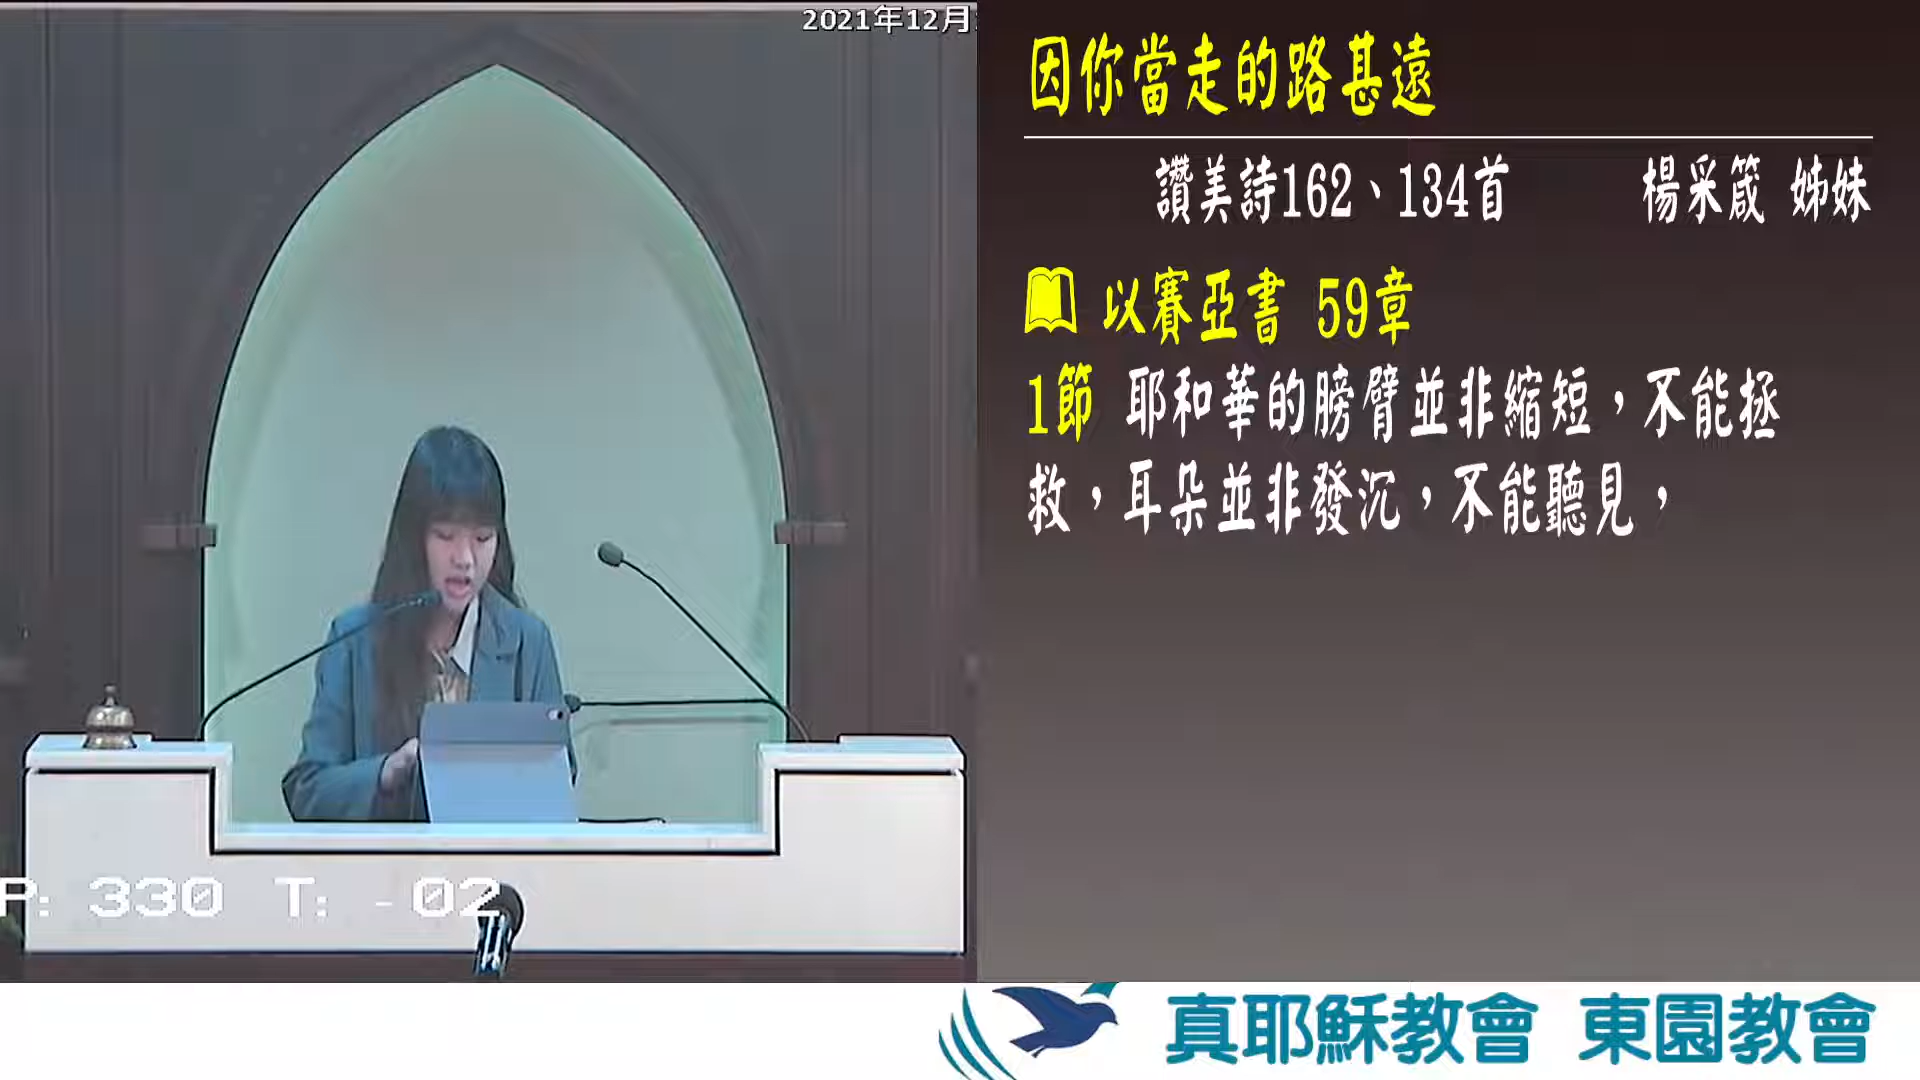 2021年12月
因你當走的路甚遠
讚美詩162、134首 楊采箴 姊妹
以賽亞書 59章
1節 耶和華的膀臂並非縮短，不能拯
救，耳朵並非發沉，不能聽見，
P: 330 T: -02
真耶穌教會 東園教會